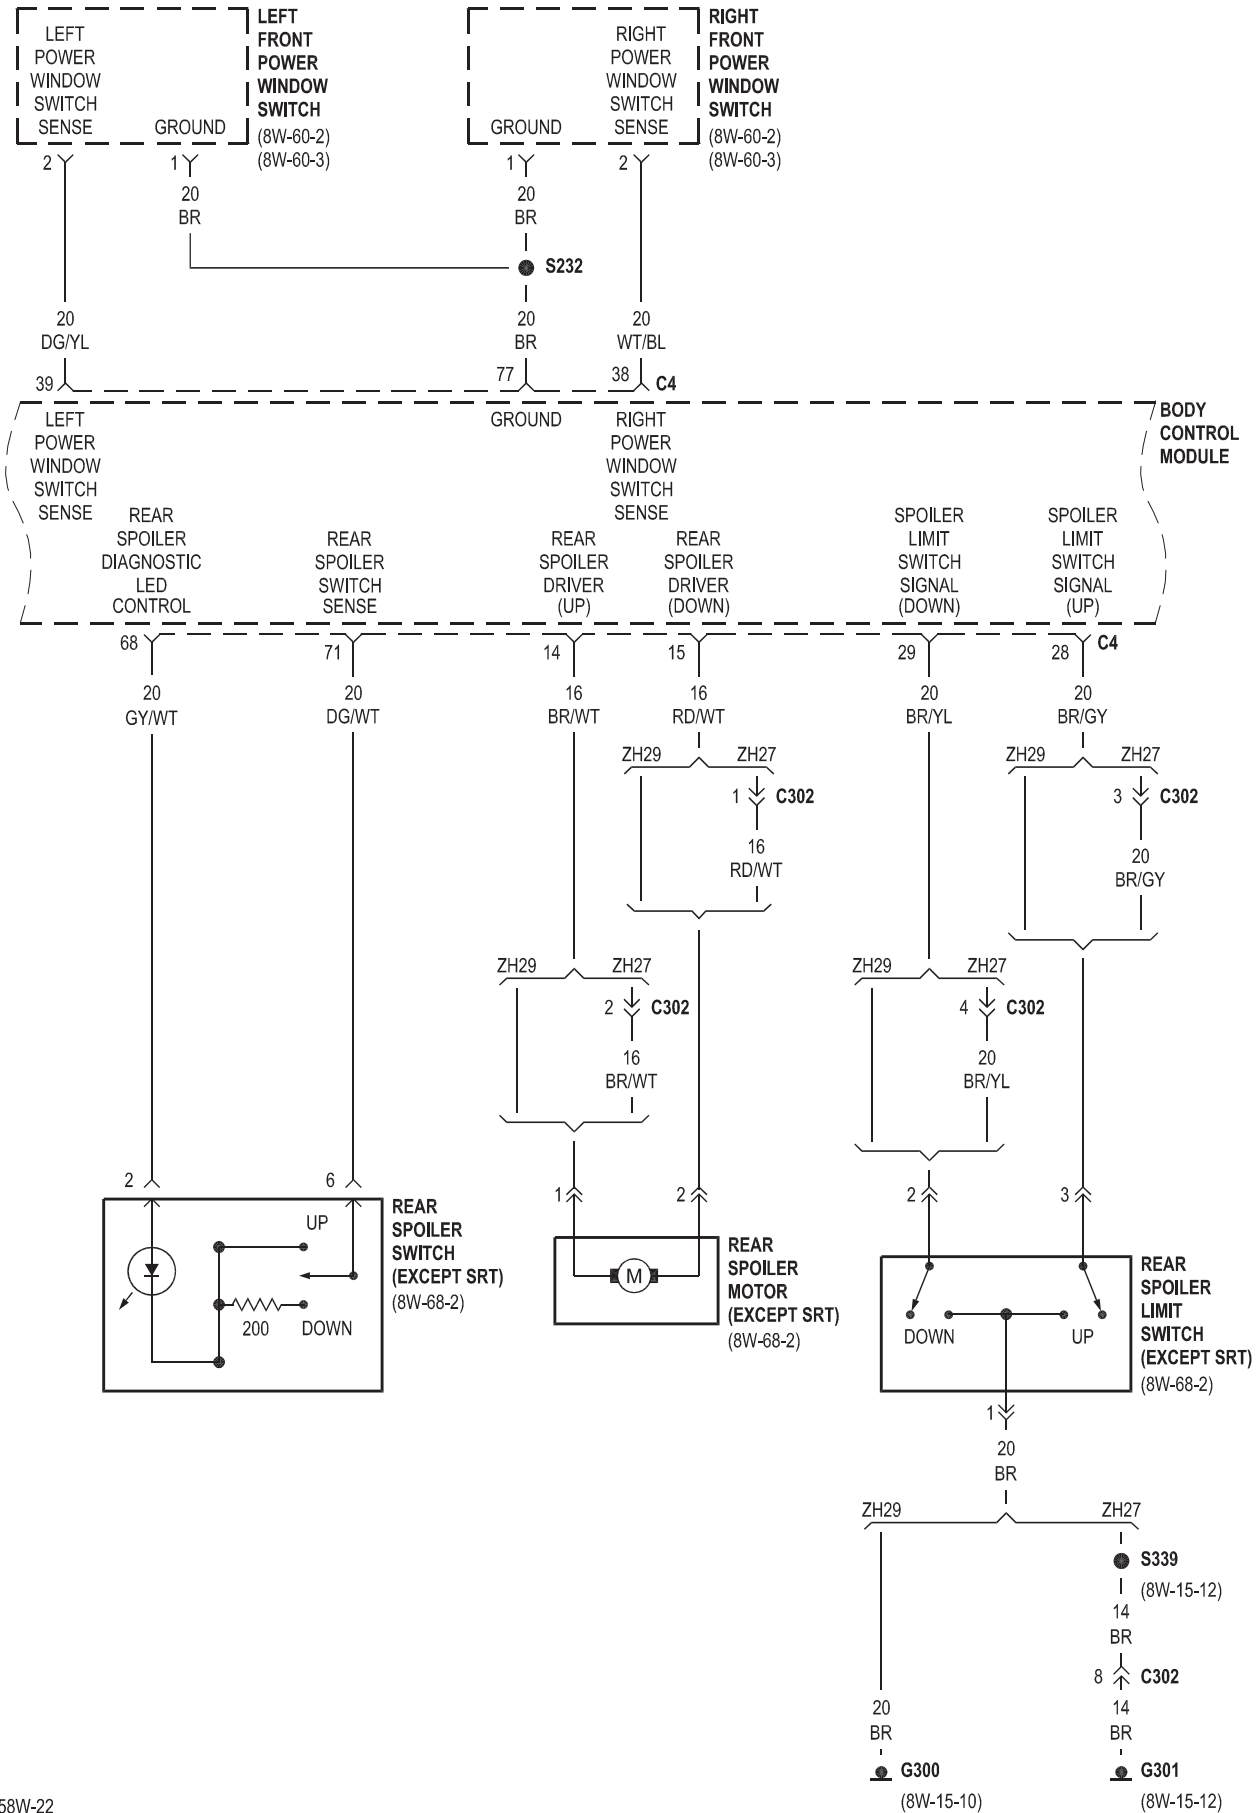 LEFT
POWER
WINDOW
SWITCH
SENSE
GROUND
LEFT
FRONT
POWER
WINDOW
SWITCH
(8W-60-2)
(8W-60-3)
GROUND
RIGHT
POWER
WINDOW
SWITCH
SENSE
RIGHT
FRONT
POWER
WINDOW
SWITCH
(8W-60-2)
(8W-60-3)
2
1
1
2
20
BR
20
BR
S232
20
DG/YL
20
BR
20
WT/BL
39
77
38
C4
LEFT
POWER
WINDOW
SWITCH
SENSE
GROUND
RIGHT
POWER
WINDOW
SWITCH
SENSE
BODY
CONTROL
MODULE
REAR
SPOILER
DIAGNOSTIC
LED
CONTROL
REAR
SPOILER
SWITCH
SENSE
REAR
SPOILER
DRIVER
(UP)
REAR
SPOILER
DRIVER
(DOWN)
SPOILER
LIMIT
SWITCH
SIGNAL
(DOWN)
SPOILER
LIMIT
SWITCH
SIGNAL
(UP)
68
71
14
15
29
28
C4
20
GY/WT
20
DG/WT
16
BR/WT
16
RD/WT
20
BR/YL
20
BR/GY
ZH29
ZH27
1
C302
16
RD/WT
ZH29
ZH27
3
C302
20
BR/GY
ZH29
ZH27
2
C302
16
BR/WT
ZH29
ZH27
4
C302
20
BR/YL
2
6
1
2
2
3
UP
200
DOWN
REAR
SPOILER
SWITCH
(EXCEPT SRT)
(8W-68-2)
M
REAR
SPOILER
MOTOR
(EXCEPT SRT)
(8W-68-2)
DOWN
UP
REAR
SPOILER
LIMIT
SWITCH
(EXCEPT SRT)
(8W-68-2)
1
20
BR
ZH29
ZH27
S339
(8W-15-12)
14
BR
8
C302
20
BR
14
BR
G300
(8W-15-10)
G301
(8W-15-12)
58W-22